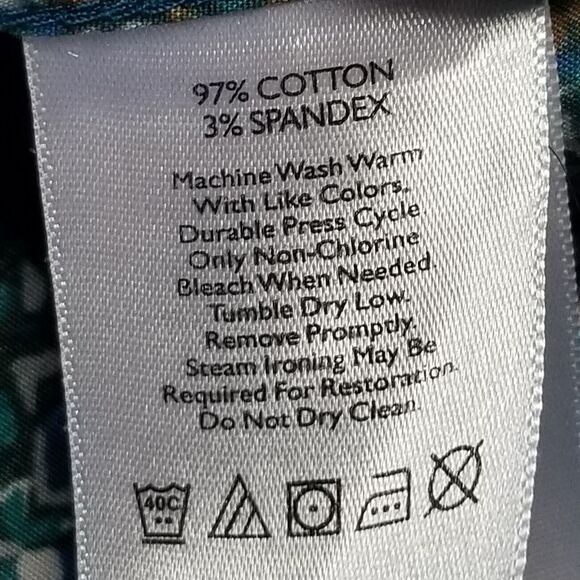 97% COTTON
3% SPANDEX
Machine Wash Warm
With Like Colors.
Durable Press Cycle.
Only Non-Chlorine
Bleach When Needed.
Tumble Dry Low.
Remove Promptly.
Steam Ironing May Be
Required For Restoration.
Do Not Dry Clean.
40C